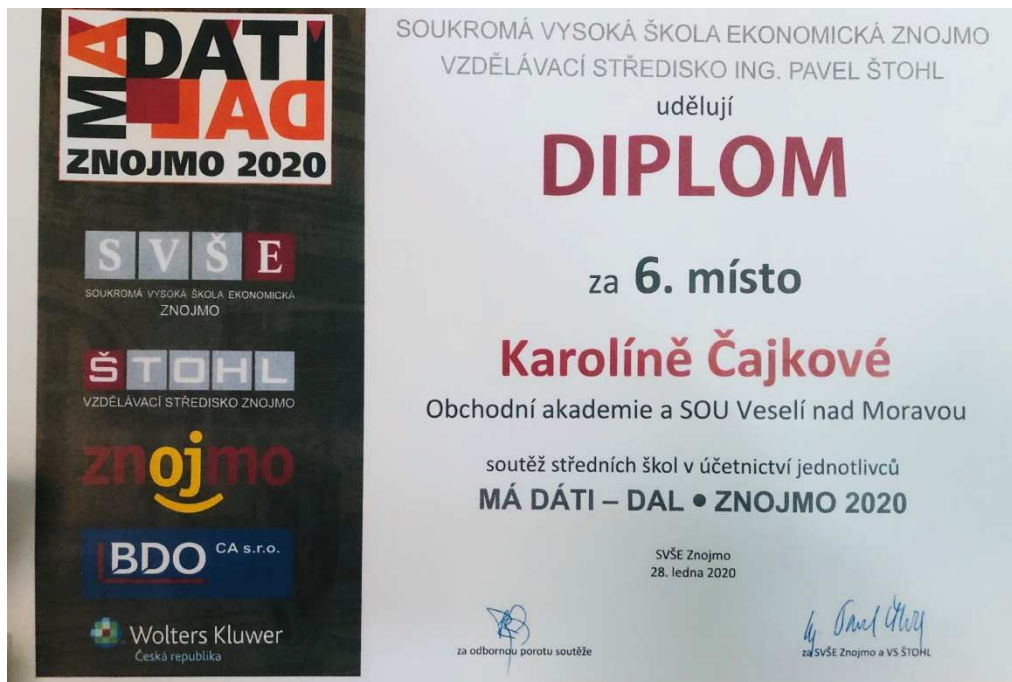 MÁ DÁTI
DAL
ZNOJMO 2020
SVŠE
SOUKROMÁ VYSOKÁ ŠKOLA EKONOMICKÁ
ZNOJMO
ŠTOHL
VZDĚLÁVACÍ STŘEDISKO ZNOJMO
znojmo
BDO CA s.r.o.
Wolters Kluwer
Česká republika
SOUKROMÁ VYSOKÁ ŠKOLA EKONOMICKÁ ZNOJMO
VZDĚLÁVACÍ STŘEDISKO ING. PAVEL ŠTOHL
udělují
DIPLOM
za 6. místo
Karolíně Čajkové
Obchodní akademie a SOU Veselí nad Moravou
soutěž středních škol v účetnictví jednotlivců
MÁ DÁTI – DAL • ZNOJMO 2020
SVŠE Znojmo
28. ledna 2020
za odbornou porotu soutěže
za SVŠE Znojmo a VS ŠTOHL